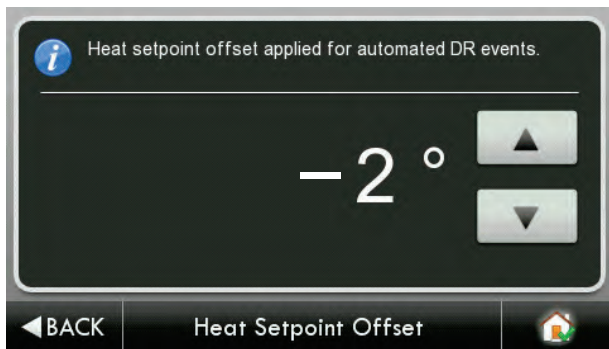 i Heat setpoint offset applied for automated DR events.
−2°
BACK Heat Setpoint Offset